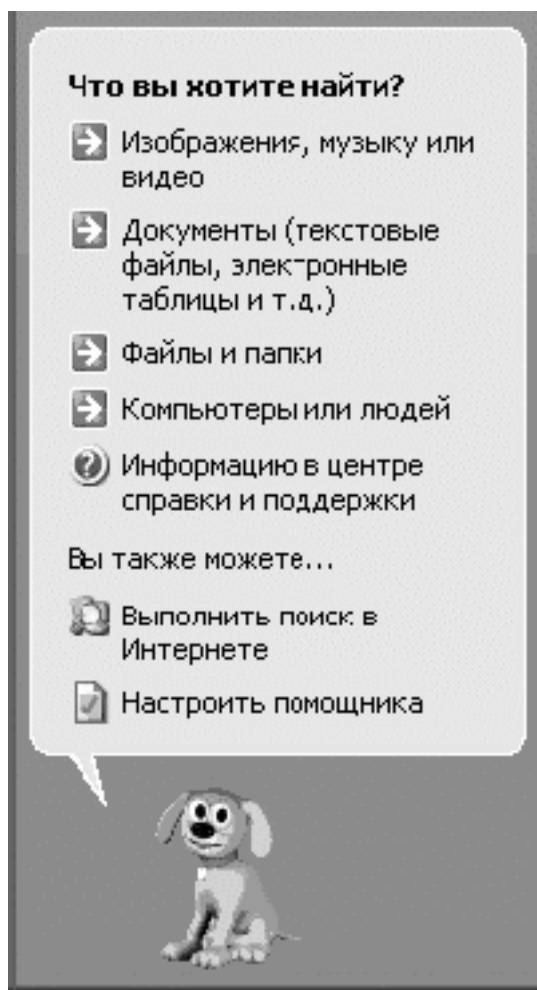 Что вы хотите найти?
Изображения, музыку или
видео
Документы (текстовые
файлы, электронные
таблицы и т.д.)
Файлы и папки
Компьютеры или людей
Информацию в центре
справки и поддержки
Вы также можете...
Выполнить поиск в
Интернете
Настроить помощника